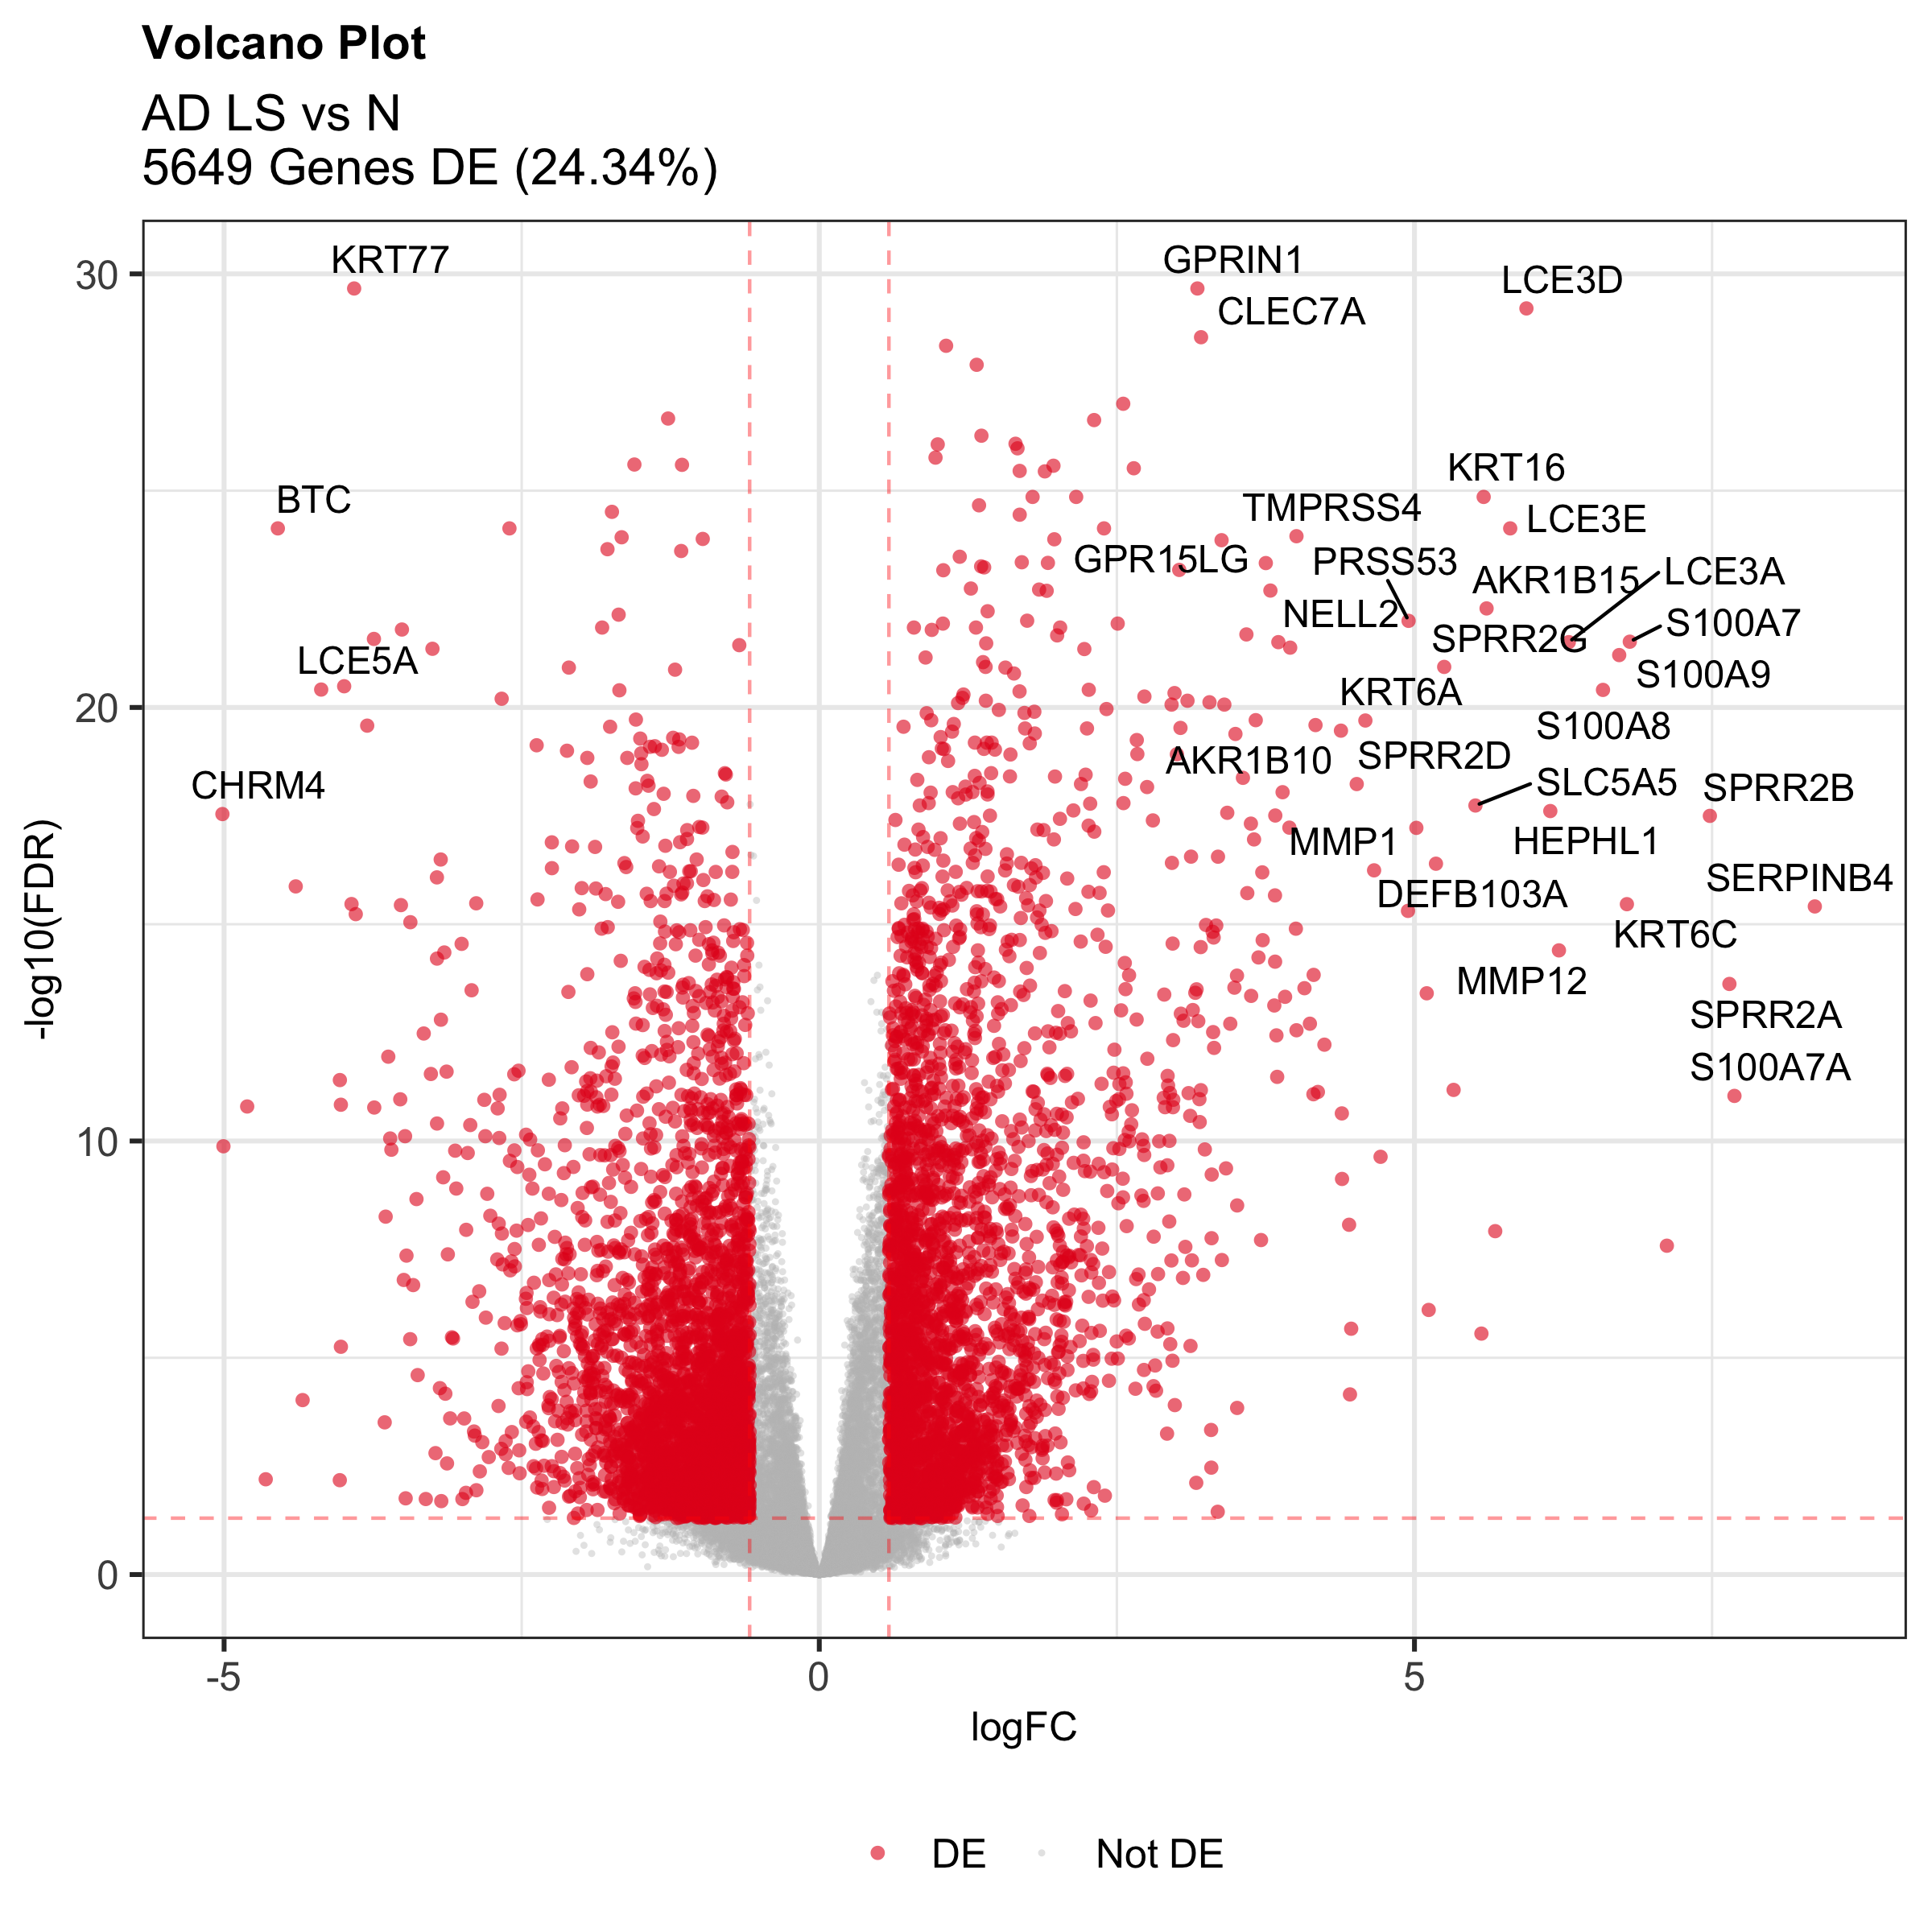 Volcano Plot
AD LS vs N
5649 Genes DE (24.34%)
30
20
10
0
-log10(FDR)
KRT77
GPRIN1
LCE3D
CLEC7A
KRT16
BTC
TMPRSS4
LCE3E
GPR15LG
PRSS53
LCE3A
AKR1B15
NELL2
S100A7
SPRR2G
LCE5A
S100A9
KRT6A
S100A8
AKR1B10
SPRR2D
CHRM4
SLC5A5
SPRR2B
MMP1
HEPHL1
SERPINB4
DEFB103A
KRT6C
MMP12
SPRR2A
S100A7A
-5
0
5
logFC
DE
Not DE